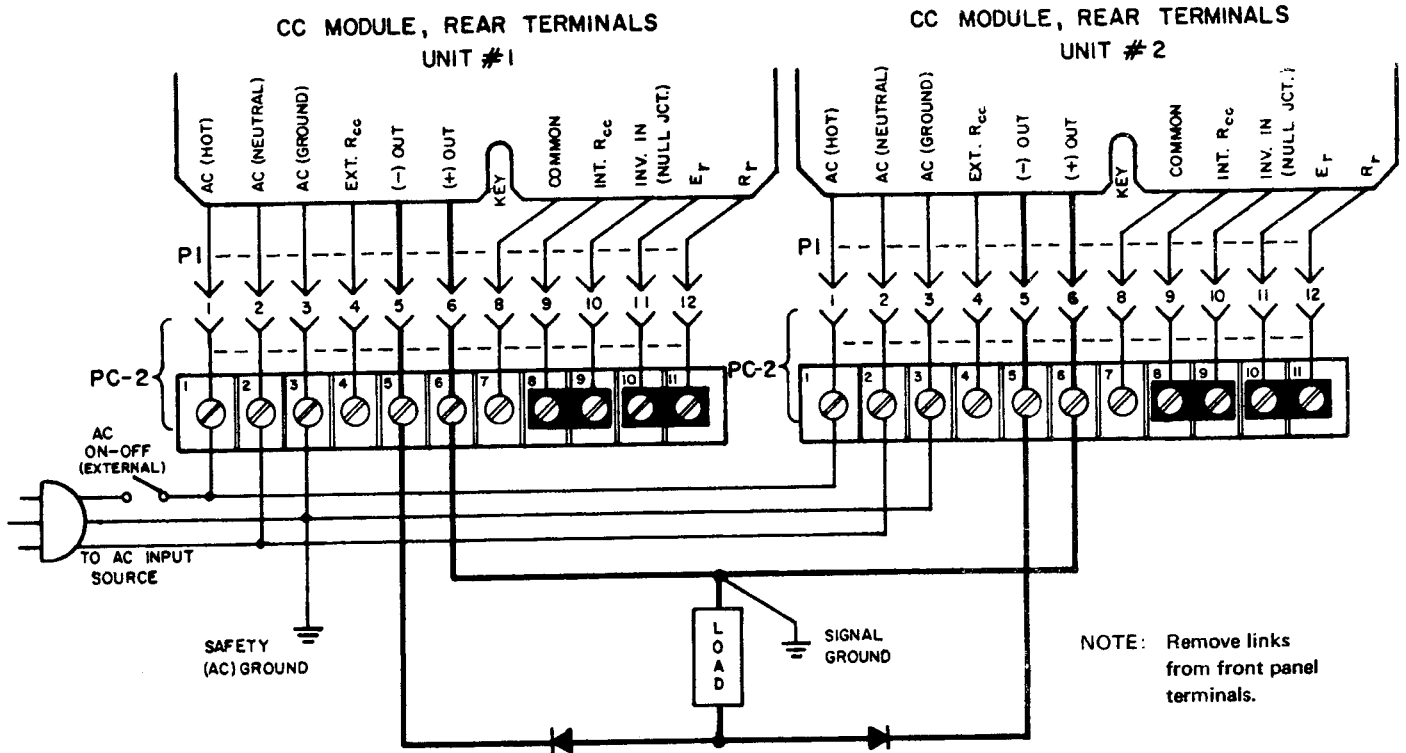 CC MODULE, REAR TERMINALS
UNIT #1
AC (HOT)
AC (NEUTRAL)
AC (GROUND)
EXT. Rcc
(-) OUT
(+) OUT
KEY
COMMON
INT. Rcc
INV. IN
(NULL JCT.)
Er
Rr
P1
1 2 3 4 5 6 8 9 10 11 12
PC-2
1 2 3 4 5 6 7 8 9 10 11
CC MODULE, REAR TERMINALS
UNIT #2
AC (HOT)
AC (NEUTRAL)
AC (GROUND)
EXT. Rcc
(-) OUT
(+) OUT
KEY
COMMON
INT. Rcc
INV. IN
(NULL JCT.)
Er
Rr
P1
1 2 3 4 5 6 8 9 10 11 12
PC-2
1 2 3 4 5 6 7 8 9 10 11
AC
ON-OFF
(EXTERNAL)
TO AC INPUT
SOURCE
SAFETY
(AC) GROUND
LOAD
SIGNAL
GROUND
NOTE: Remove links
from front panel
terminals.